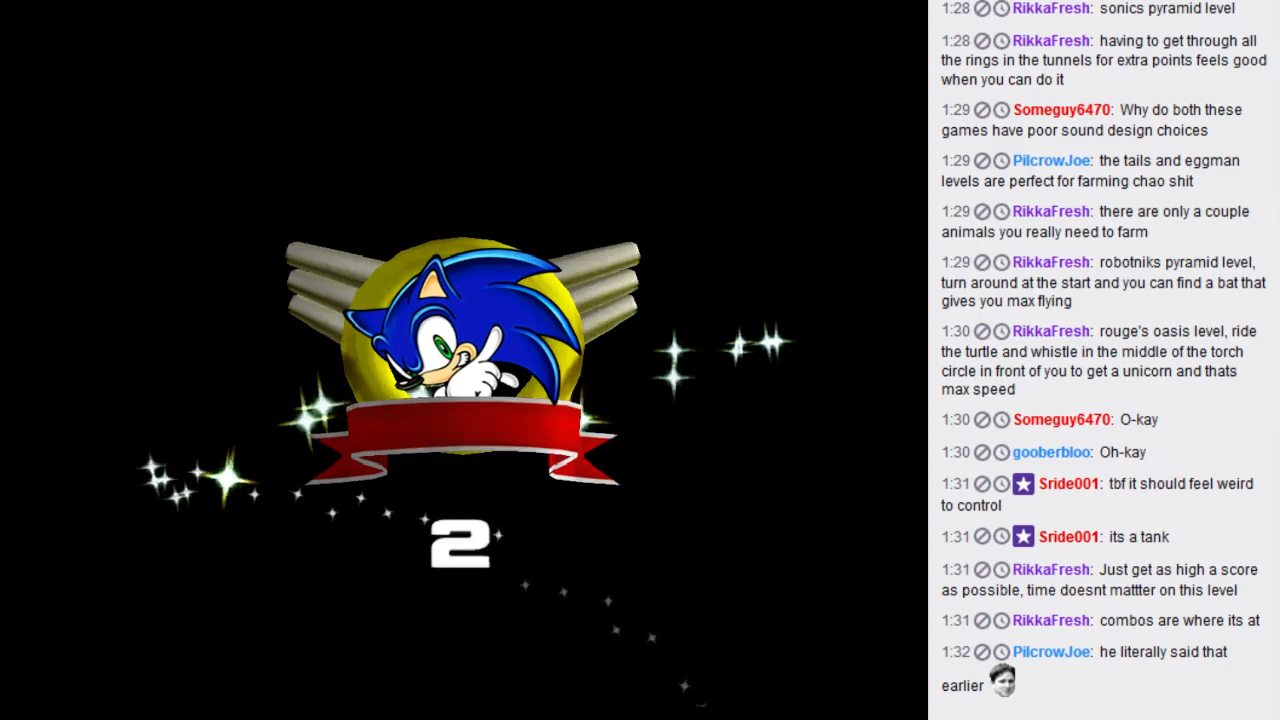 1:28 RikkaFresh: sonics pyramid level
1:28 RikkaFresh: having to get through all
the rings in the tunnels for extra points feels good
when you can do it
1:29 Someguy6470: Why do both these
games have poor sound design choices
1:29 PilcrowJoe: the tails and eggman
levels are perfect for farming chao shit
1:29 RikkaFresh: there are only a couple
animals you really need to farm
1:29 RikkaFresh: robotniks pyramid level,
turn around at the start and you can find a bat that
gives you max flying
1:30 RikkaFresh: rouge's oasis level, ride
the turtle and whistle in the middle of the torch
circle in front of you to get a unicorn and thats
max speed
1:30 Someguy6470: O-kay
1:30 gooberbloo: Oh-kay
1:31 Sride001: tbf it should feel weird
to control
1:31 Sride001: its a tank
1:31 RikkaFresh: Just get as high a score
as possible, time doesnt mattter on this level
1:31 RikkaFresh: combos are where its at
1:32 PilcrowJoe: he literally said that
earlier
2